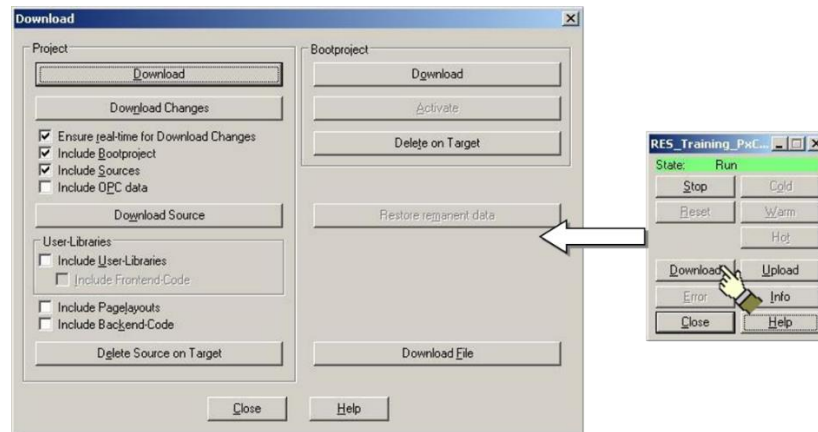 Download
Project
Download
Download Changes
Ensure real-time for Download Changes
Include Bootproject
Include Sources
Include OPC data
Download Source
User-Libraries
Include User-Libraries
Include Frontend-Code
Include Pagelayouts
Include Backend-Code
Delete Source on Target
Bootproject
Download
Activate
Delete on Target
Restore remanent data
Download File
Close
Help
RES_Training_PxC...
State: Run
Stop
Cold
Reset
Warm
Hot
Download
Upload
Error
Info
Close
Help